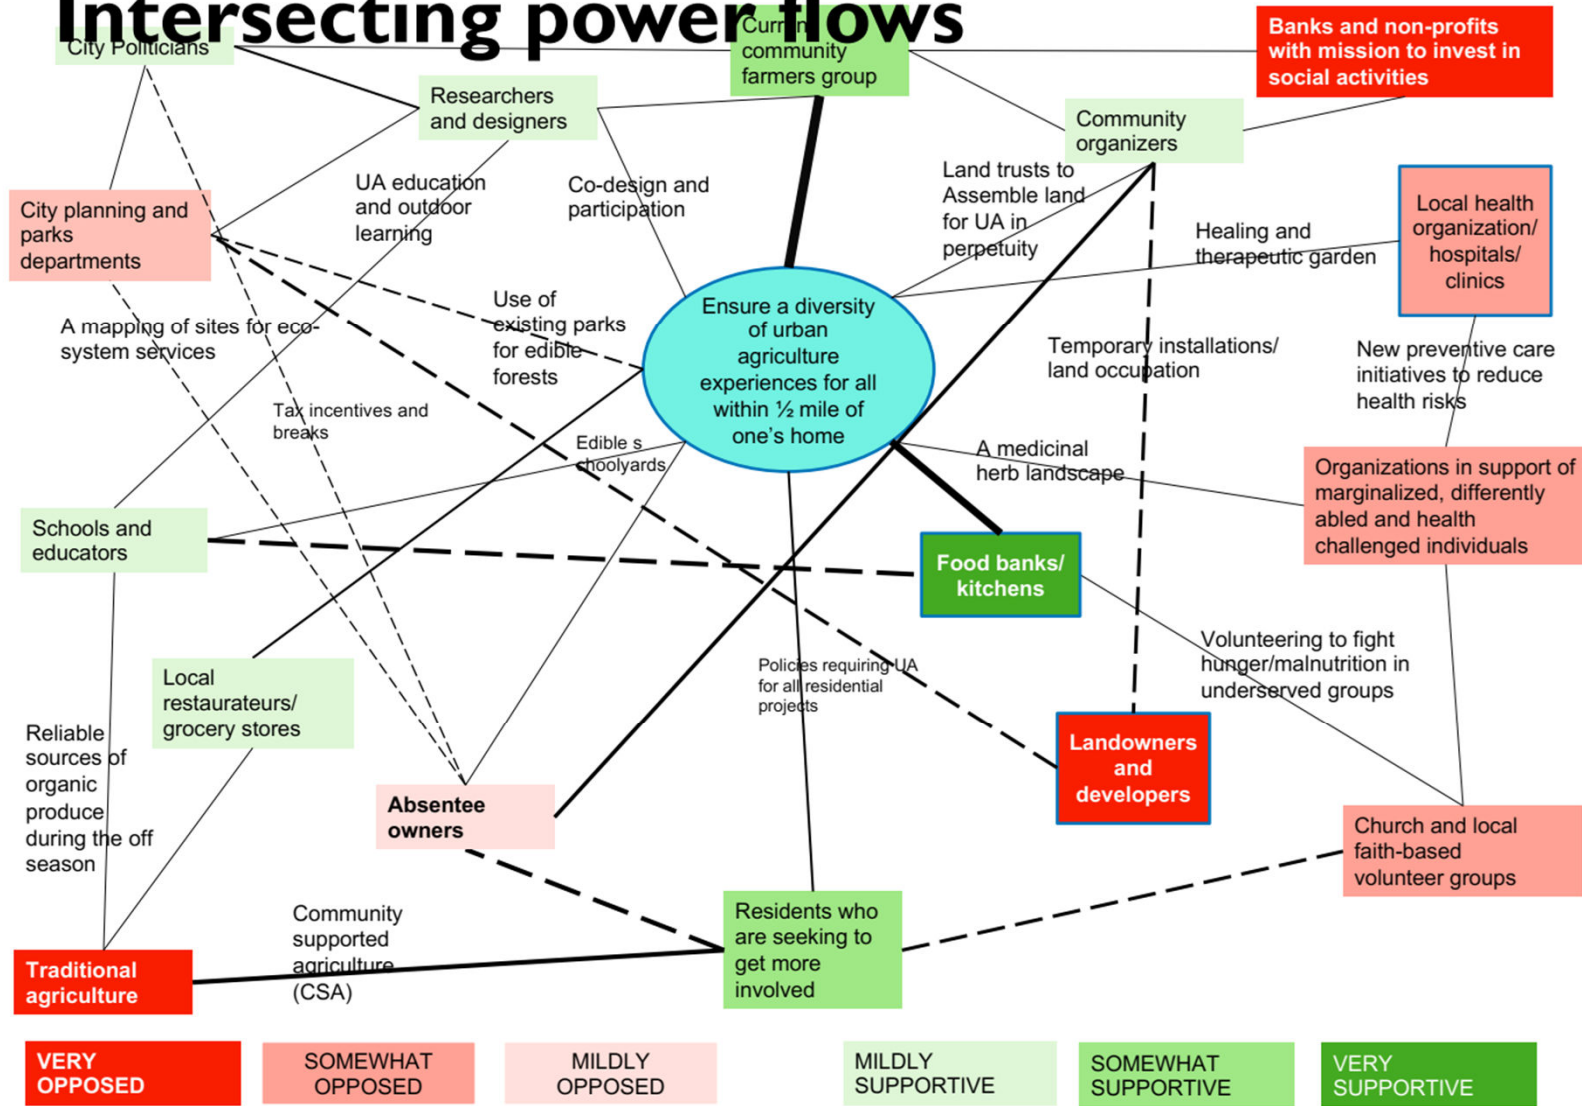 Intersecting power flows
City Politicians
Current
community
farmers group
Banks and non-profits
with mission to invest in
social activities
Researchers
and designers
Community
organizers
City planning and
parks
departments
UA education
and outdoor
learning
Co-design and
participation
Land trusts to
Assemble land
for UA in
perpetuity
Healing and
therapeutic garden
Local health
organization/
hospitals/
clinics
A mapping of sites for eco-
system services
Use of
existing parks
for edible
forests
Ensure a diversity
of urban
agriculture
experiences for all
within ½ mile of
one's home
Temporary installations/
land occupation
New preventive care
initiatives to reduce
health risks
Tax incentives and
breaks
Edible s
choolyards
A medicinal
herb landscape
Organizations in support of
marginalized, differently
abled and health
challenged individuals
Schools and
educators
Food banks/
kitchens
Local
restaurateurs/
grocery stores
Policies requiring UA
for all residential
projects
Volunteering to fight
hunger/malnutrition in
underserved groups
Reliable
sources of
organic
produce
during the off
season
Absentee
owners
Landowners
and
developers
Church and local
faith-based
volunteer groups
Community
supported
agriculture
(CSA)
Residents who
are seeking to
get more
involved
Traditional
agriculture
VERY
OPPOSED
SOMEWHAT
OPPOSED
MILDLY
OPPOSED
MILDLY
SUPPORTIVE
SOMEWHAT
SUPPORTIVE
VERY
SUPPORTIVE